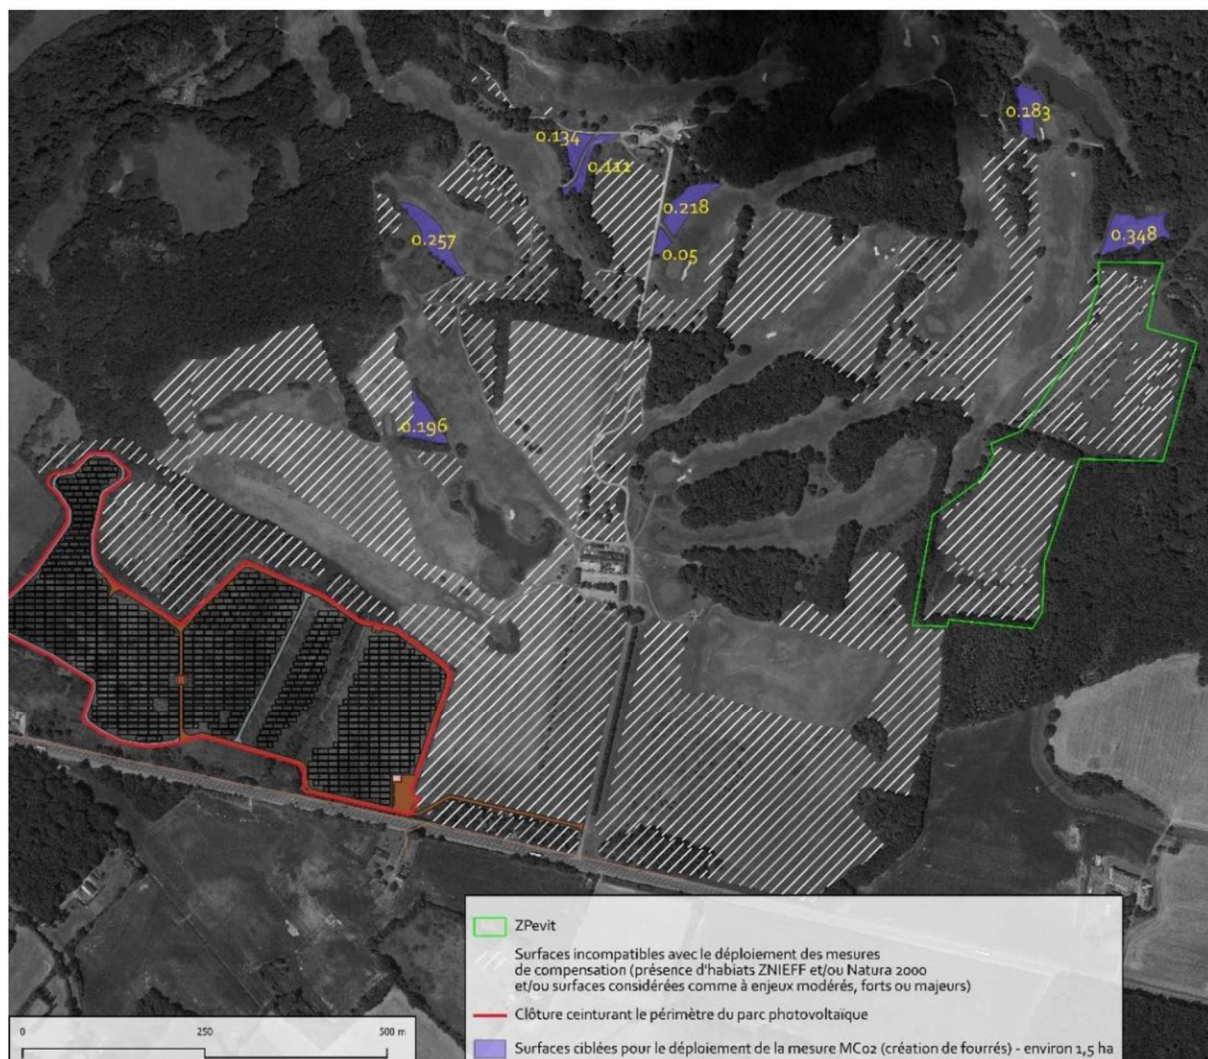 0.183
0.134
0.111
0.218
0.348
0.257
0.05
0.196
ZPevit
Surfaces incompatibles avec le déploiement des mesures
de compensation (présence d'habiats ZNIEFF et/ou Natura 2000
et/ou surfaces considérées comme à enjeux modérés, forts ou majeurs)
Clôture ceinturant le périmètre du parc photovoltaïque
Surfaces ciblées pour le déploiement de la mesure MC02 (création de fourrés) - environ 1,5 ha
0 250 500 m